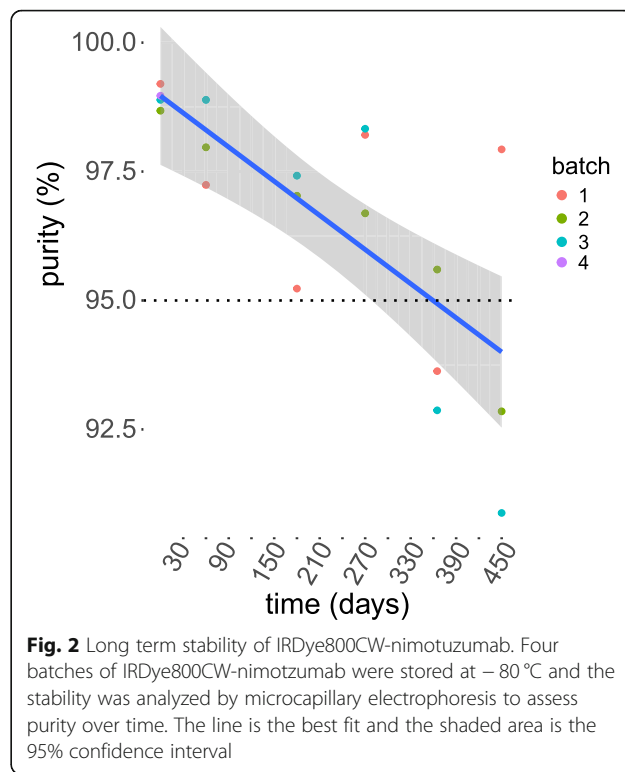 100.0
97.5
95.0
92.5
purity (%)
30
90
150
210
270
330
390
450
time (days)
batch
1
2
3
4
Fig. 2 Long term stability of IRDye800CW-nimotuzumab. Four
batches of IRDye800CW-nimotzumab were stored at − 80 °C and the
stability was analyzed by microcapillary electrophoresis to assess
purity over time. The line is the best fit and the shaded area is the
95% confidence interval